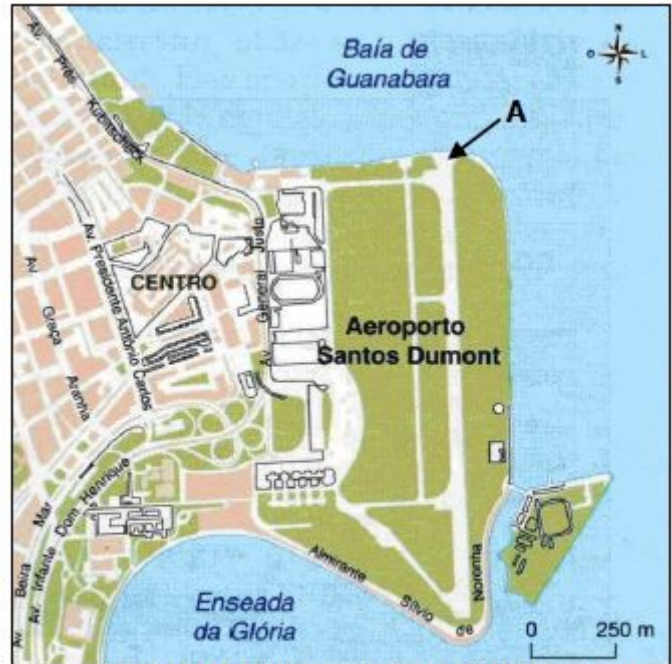 Baía de
Guanabara
N
O
L
S
A
Av. Pres. Kubitscheck
Av. Presidente Antônio Carlos
Av. General Justo
CENTRO
Av. Graça Aranha
Aeroporto
Santos Dumont
Av. Beira Mar
Av. Infante Dom Henrique
Almirante Sílvio de Noronha
Enseada
da Glória
0 250 m